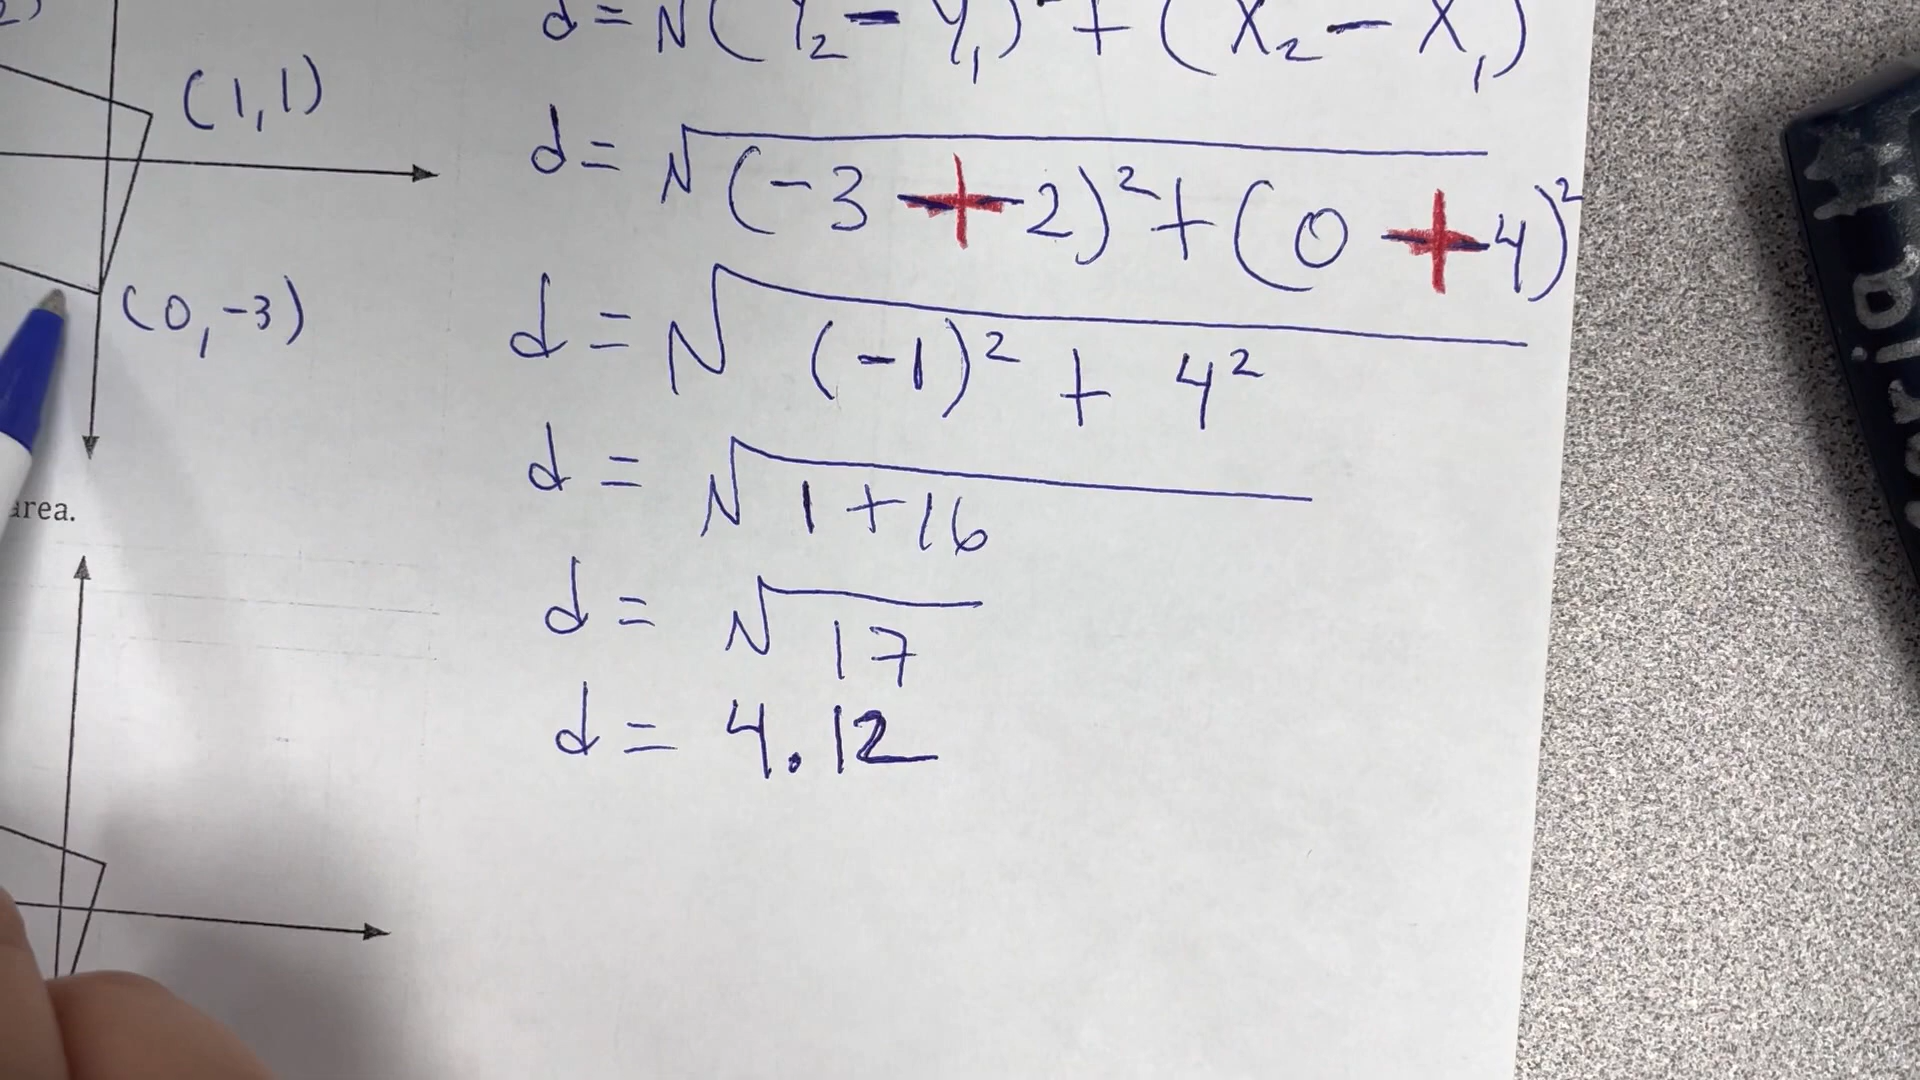 2)
d = √(Y₂ - Y₁)² + (X₂ - X₁)
(1,1)
d = √(-3 + 2)² + (0 + 4)²
(0,-3)
d = √(-1)² + 4²
d = √1+16
area.
d = √17
d = 4.12